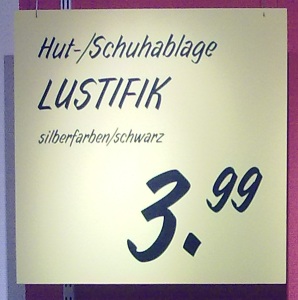 Hut-/Schuhablage
LUSTIFIK
silberfarben/schwarz
3.99